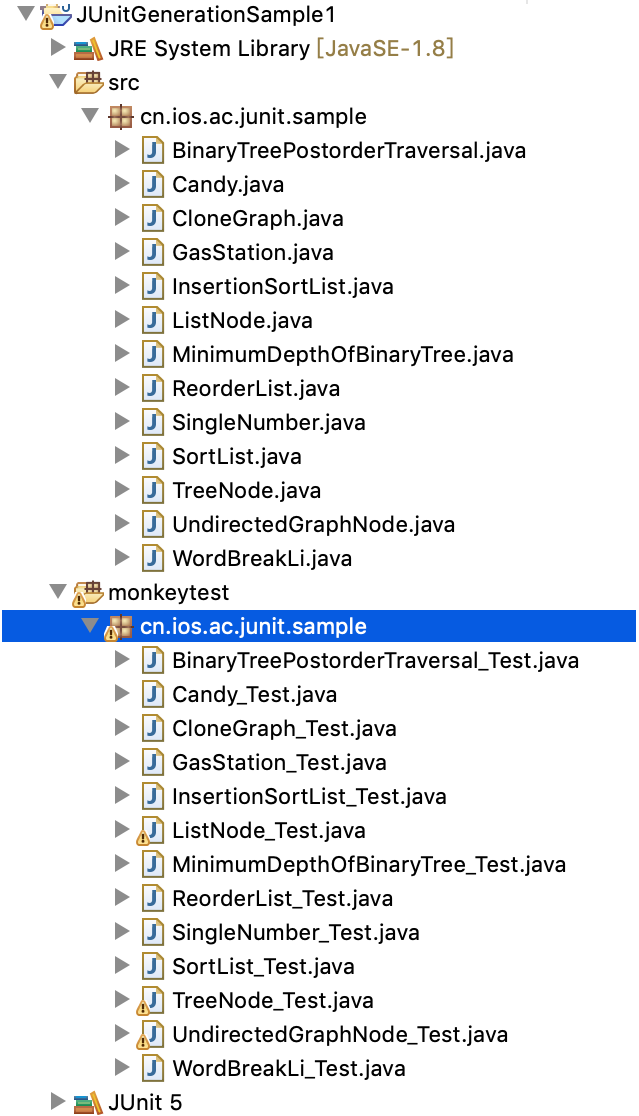 JUnitGenerationSample1
JRE System Library [JavaSE-1.8]
src
cn.ios.ac.junit.sample
BinaryTreePostorderTraversal.java
Candy.java
CloneGraph.java
GasStation.java
InsertionSortList.java
ListNode.java
MinimumDepthOfBinaryTree.java
ReorderList.java
SingleNumber.java
SortList.java
TreeNode.java
UndirectedGraphNode.java
WordBreakLi.java
monkeytest
cn.ios.ac.junit.sample
BinaryTreePostorderTraversal_Test.java
Candy_Test.java
CloneGraph_Test.java
GasStation_Test.java
InsertionSortList_Test.java
ListNode_Test.java
MinimumDepthOfBinaryTree_Test.java
ReorderList_Test.java
SingleNumber_Test.java
SortList_Test.java
TreeNode_Test.java
UndirectedGraphNode_Test.java
WordBreakLi_Test.java
JUnit 5